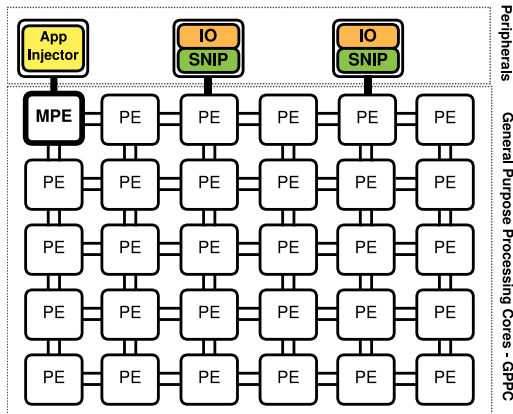 App
Injector
IO
SNIP
IO
SNIP
Peripherals
MPE PE PE PE PE PE
PE PE PE PE PE PE
PE PE PE PE PE PE
PE PE PE PE PE PE
PE PE PE PE PE PE
General Purpose Processing Cores - GPPC